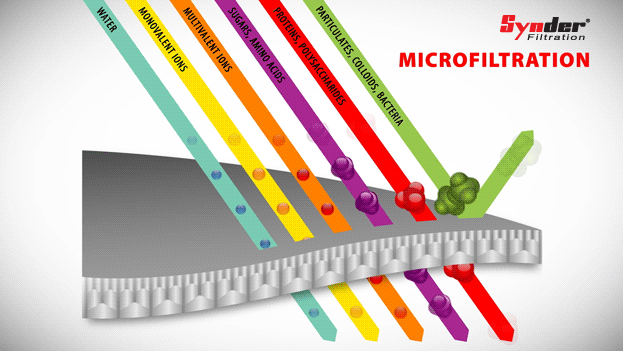 WATER
MONOVALENT IONS
MULTIVALENT IONS
SUGARS, AMINO ACIDS
PROTEINS, POLYSACCHARIDES
PARTICULATES, COLLOIDS, BACTERIA
Synder®
Filtration
MICROFILTRATION